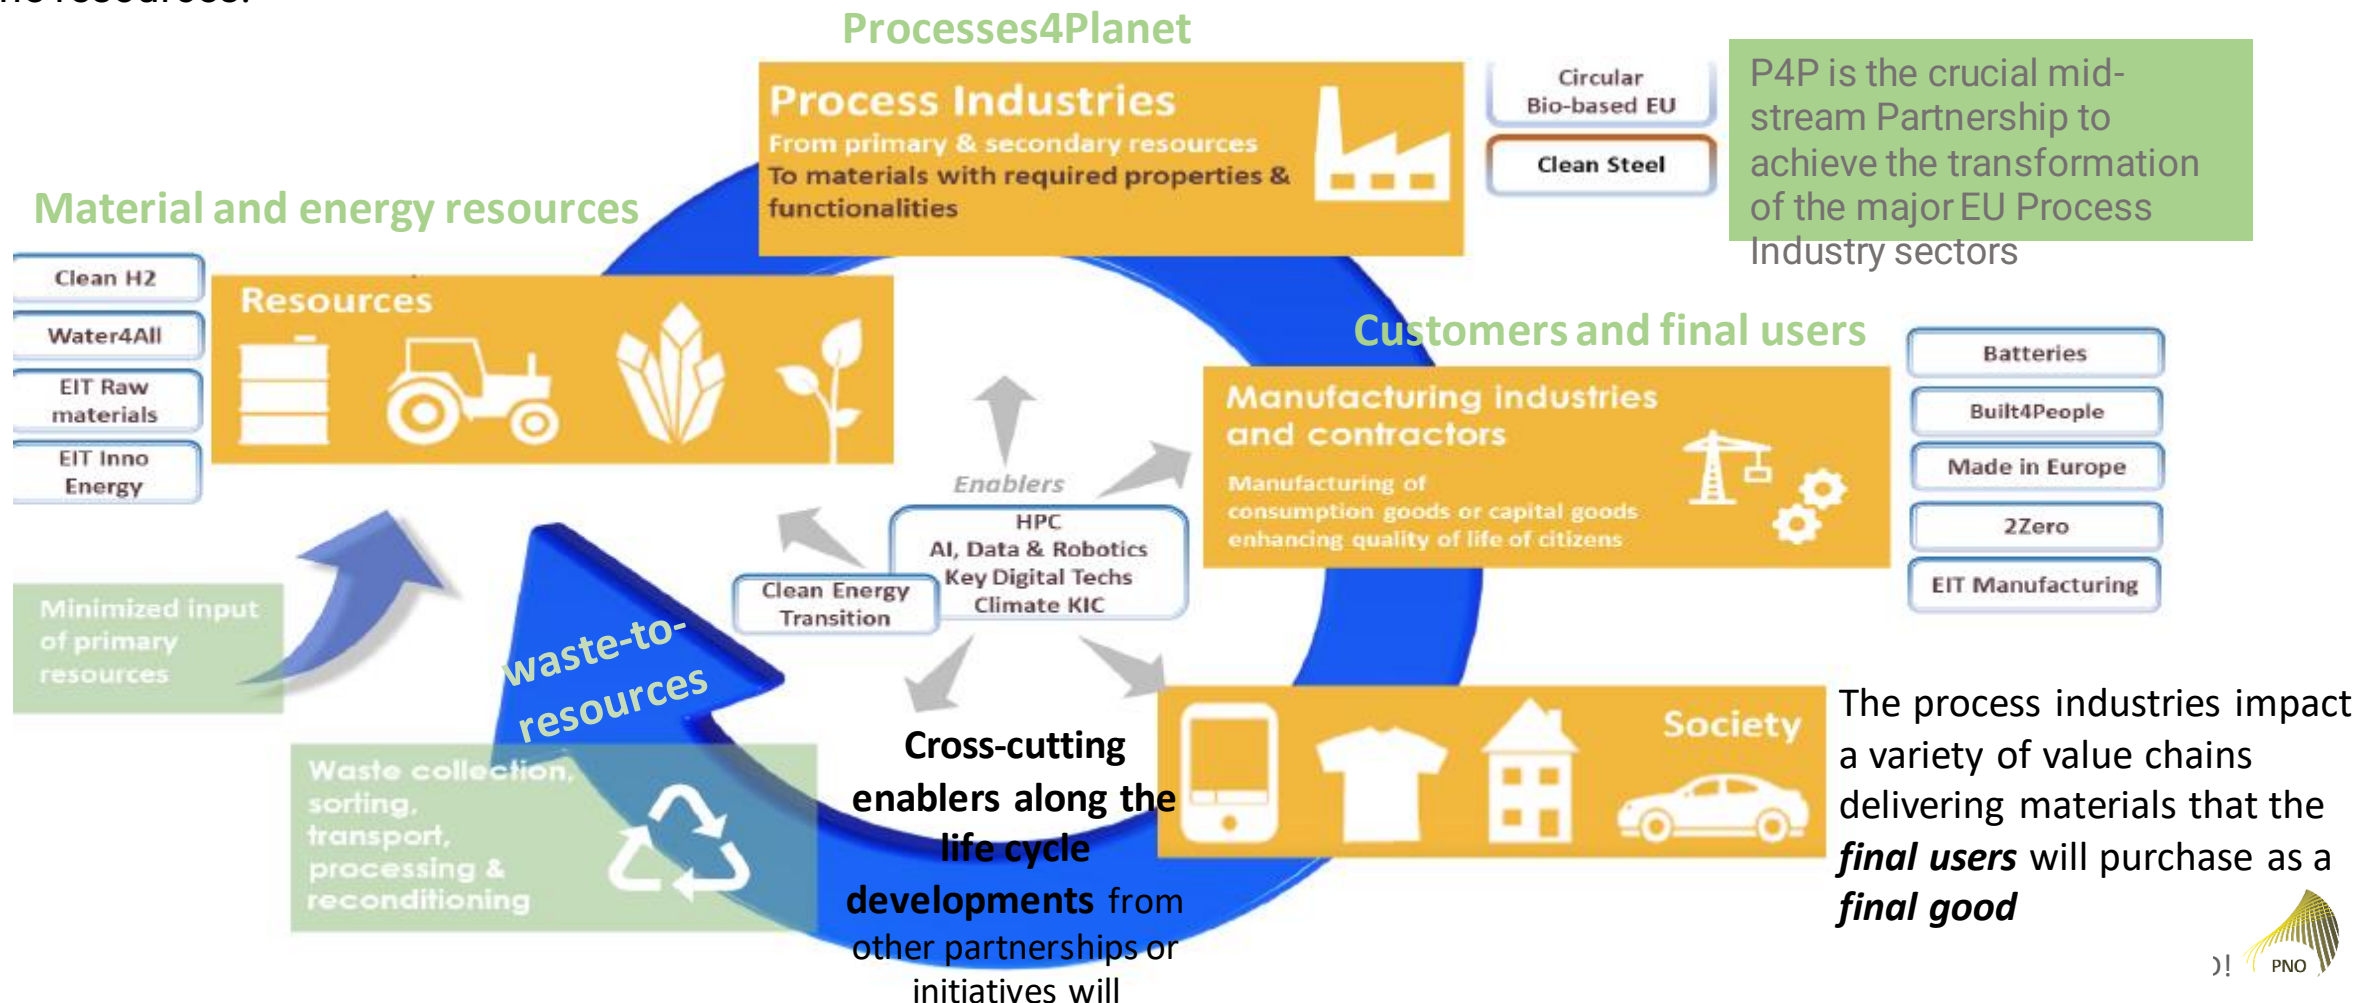 resources.
Processes4Planet
Process Industries
From primary & secondary resources
To materials with required properties &
functionalities
Circular
Bio-based EU
Clean Steel
P4P is the crucial mid-
stream Partnership to
achieve the transformation
of the major EU Process
Industry sectors
Material and energy resources
Clean H2
Water4All
EIT Raw
materials
EIT Inno
Energy
Resources
Customers and final users
Manufacturing industries
and contractors
Manufacturing of
consumption goods or capital goods
enhancing quality of life of citizens
Batteries
Built4People
Made in Europe
2Zero
EIT Manufacturing
Enablers
HPC
AI, Data & Robotics
Key Digital Techs
Climate KIC
Clean Energy
Transition
Minimized input
of primary
resources
waste-to-
resources
Waste collection,
sorting,
transport,
processing &
reconditioning
Cross-cutting
enablers along the
life cycle
developments from
other partnerships or
initiatives will
Society
The process industries impact
a variety of value chains
delivering materials that the
final users will purchase as a
final good
PNO